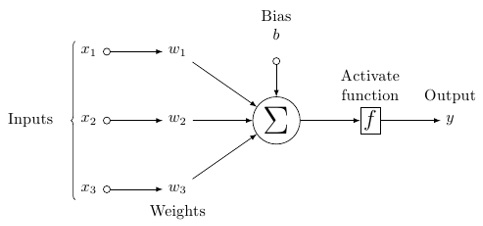 Bias
b
x₁ w₁
Activate
function
Inputs x₂ w₂ ∑ f y
Output
x₃ w₃
Weights